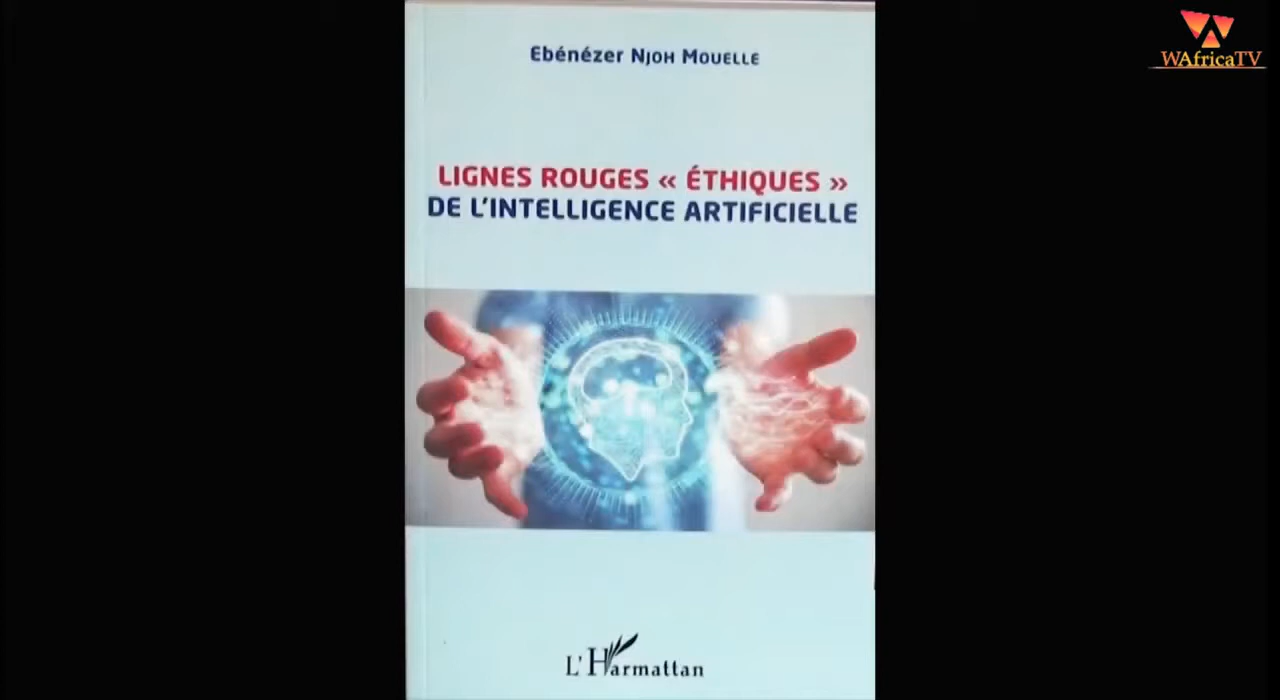 Ebénézer NJOH MOUELLE
LIGNES ROUGES « ÉTHIQUES »
DE L'INTELLIGENCE ARTIFICIELLE
L'Harmattan
WAfricaTV